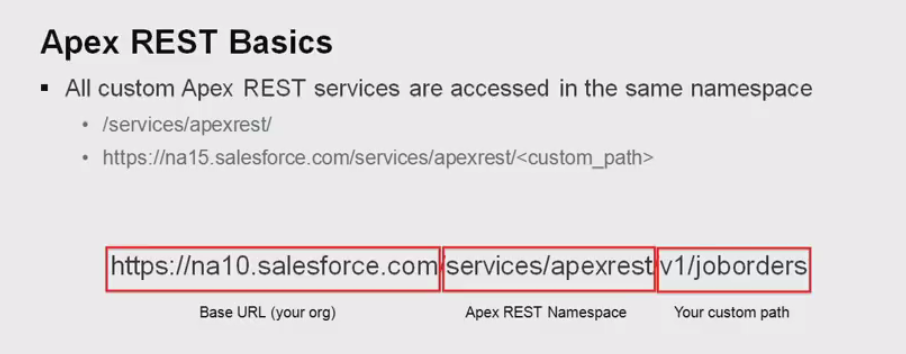 Apex REST Basics
▪ All custom Apex REST services are accessed in the same namespace
• /services/apexrest/
• https://na15.salesforce.com/services/apexrest/<custom_path>
https://na10.salesforce.com/services/apexrest/v1/joborders
Base URL (your org) Apex REST Namespace Your custom path